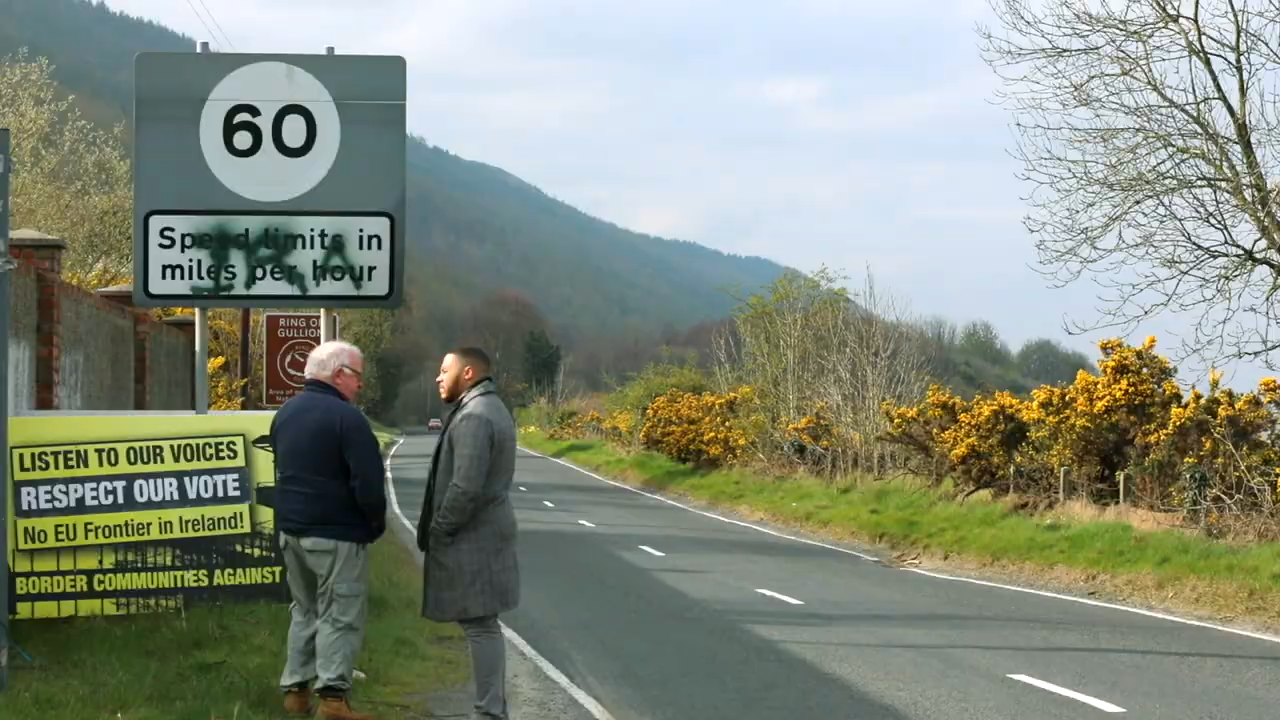 60
Speed limits in
miles per hour
IRA
RING OF
GULLION
LISTEN TO OUR VOICES
RESPECT OUR VOTE
No EU Frontier in Ireland!
BORDER COMMUNITIES AGAINST